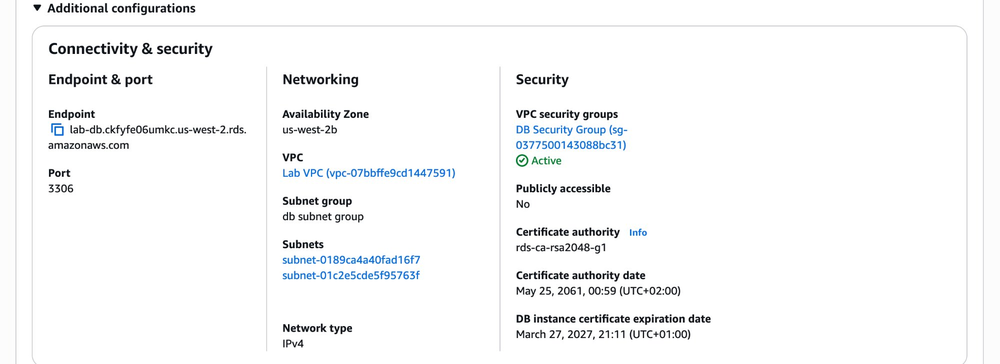 Additional configurations
Connectivity & security
Endpoint & port
Endpoint
lab-db.ckfyfe06umkc.us-west-2.rds.
amazonaws.com
Port
3306
Networking
Availability Zone
us-west-2b
VPC
Lab VPC (vpc-07bbffe9cd1447591)
Subnet group
db subnet group
Subnets
subnet-0189ca4a40fad16f7
subnet-01c2e5cde5f95763f
Network type
IPv4
Security
VPC security groups
DB Security Group (sg-
0377500143088bc31)
Active
Publicly accessible
No
Certificate authority Info
rds-ca-rsa2048-g1
Certificate authority date
May 25, 2061, 00:59 (UTC+02:00)
DB instance certificate expiration date
March 27, 2027, 21:11 (UTC+01:00)